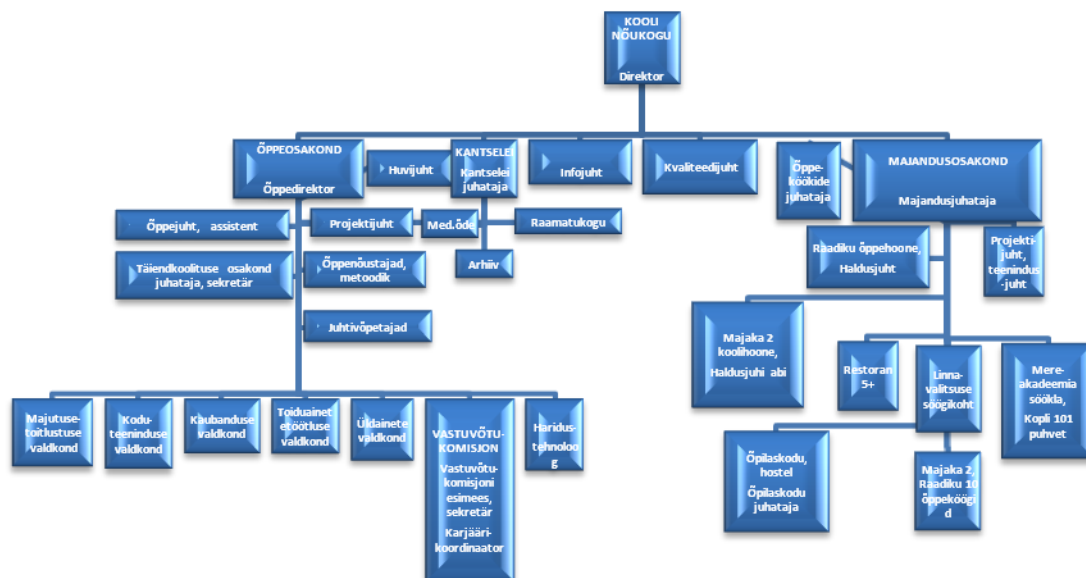 KOOLI
NÕUKOGU
Direktor
ÕPPEOSAKOND
Õppedirektor
Huvijuht
KANTSELEI
Kantselei
juhataja
Infojuht
Kvaliteedijuht
Õppe-
köökide
juhataja
MAJANDUSOSAKOND
Majandusjuhataja
Õppejuht, assistent
Projektijuht
Med.õde
Raamatukogu
Täiendkoolituse osakond
juhataja, sekretär
Õppenõustajad,
metoodik
Arhiiv
Raadiku õppehoone,
Haldusjuht
Projekti-
juht,
teenindus
-juht
Juhtivõpetajad
Majaka 2
koolihoone,
Haldusjuhi abi
Restoran
5+
Linna-
valitsuse
söögikoht
Mere-
akadeemia
söökla,
Kopli 101
puhvet
Majutuse-
toitlustuse
valdkond
Kodu-
teeninduse
valdkond
Kaubanduse
valdkond
Toiduainet
etöötluse
valdkond
Üldainete
valdkond
VASTUVÕTU-
KOMISJON
Vastuvõtu-
komisjoni
esimees,
sekretär
Karjääri-
koordinaator
Haridus-
tehnoloo
g
Õpilaskodu,
hostel
Õpilaskodu
juhataja
Majaka 2,
Raadiku 10
õppeköögi
d